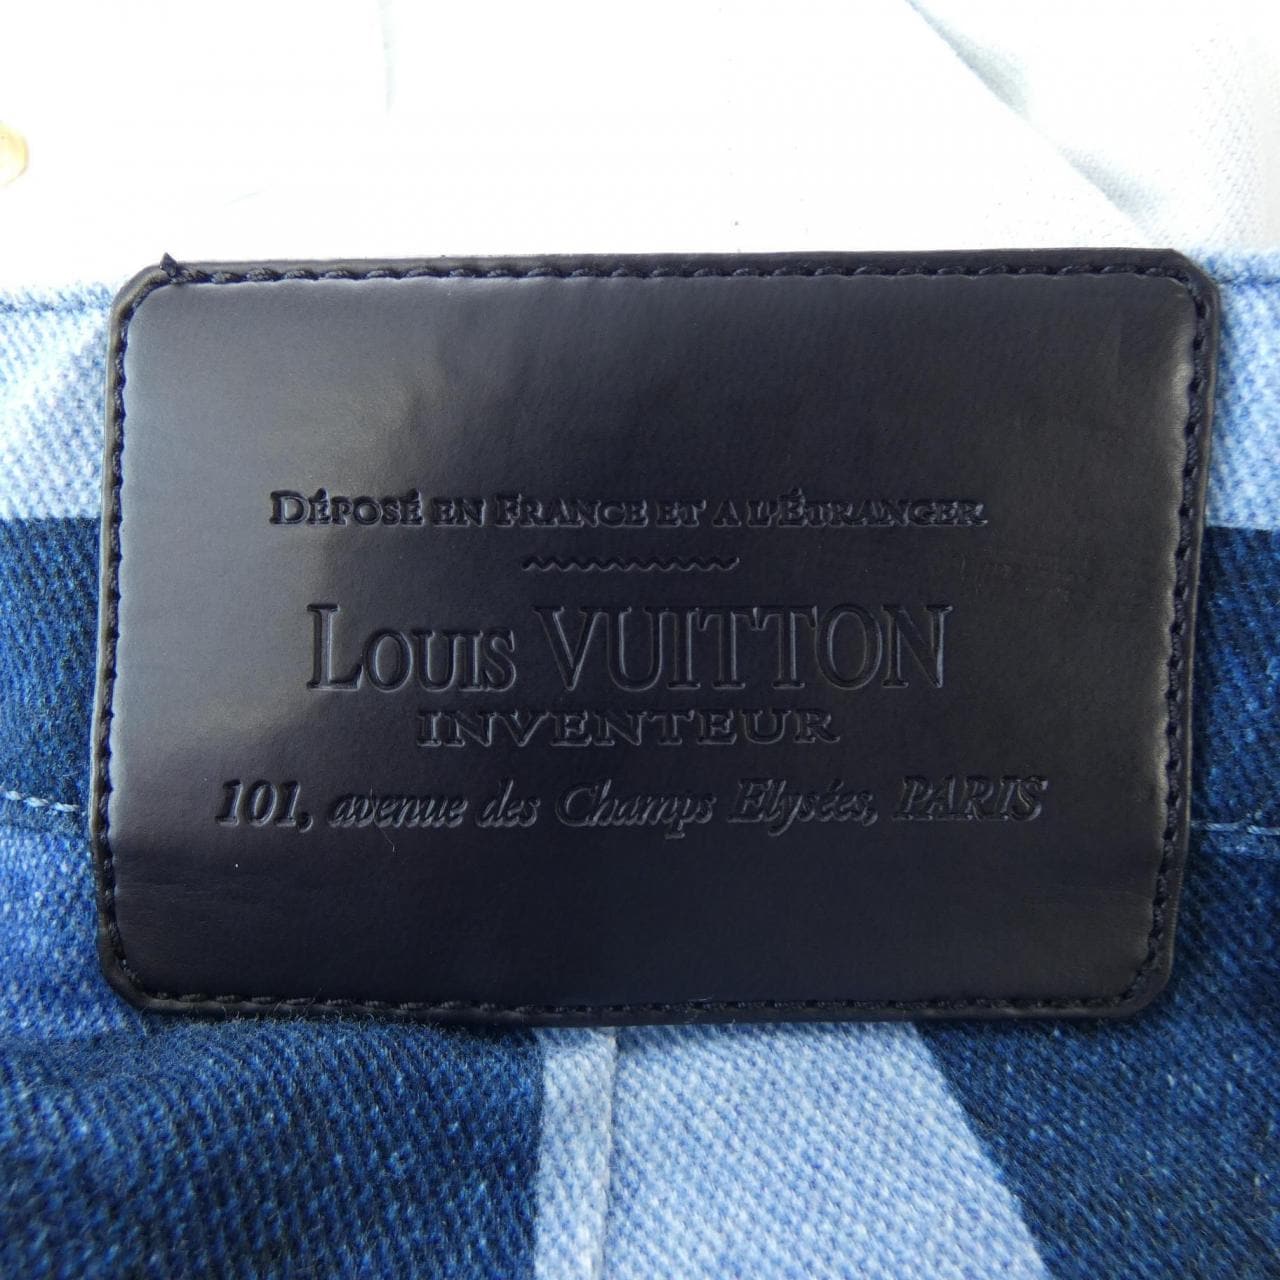 DÉPOSÉ EN FRANCE ET A L'ÉTRANGER
LOUIS VUITTON
INVENTEUR
101, avenue des Champs Elysées, PARIS